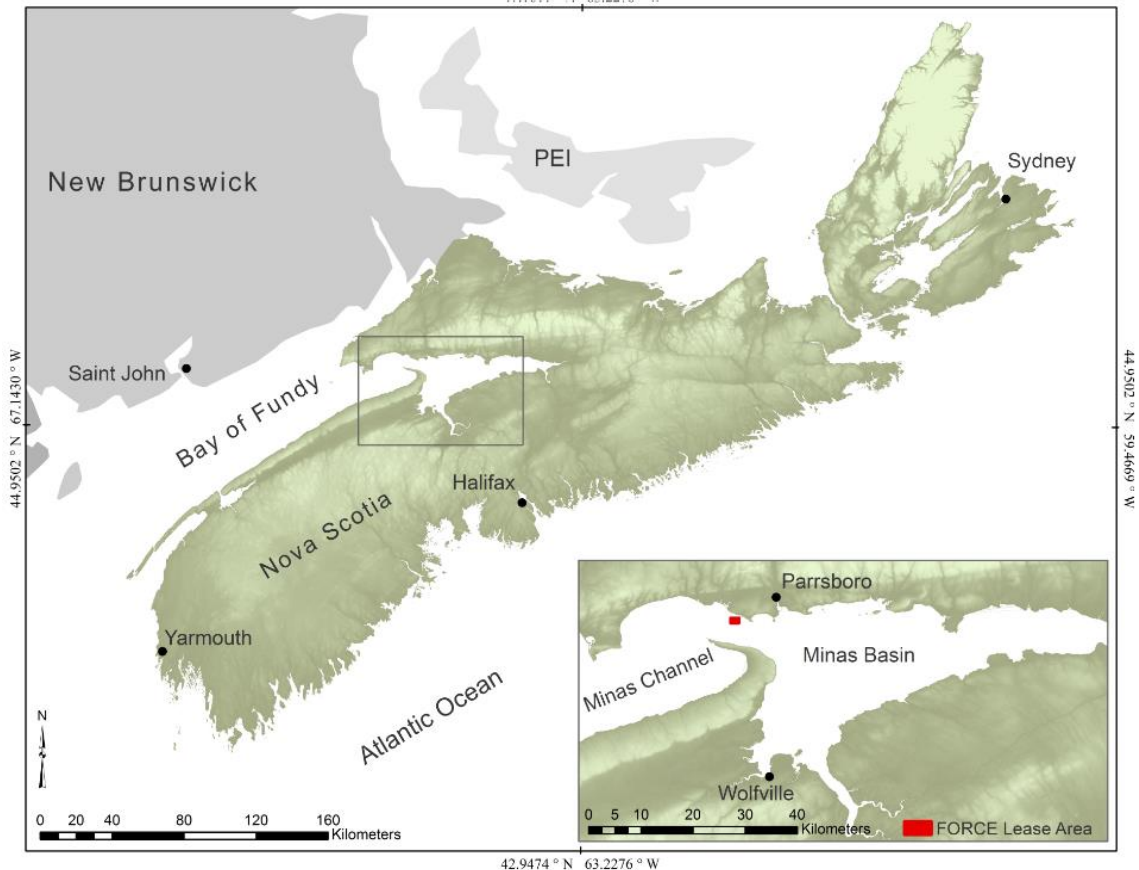 New Brunswick
PEI
Sydney
Saint John
Bay of Fundy
44.9502 ° N 67.1430 ° W
44.9502 ° N 59.4669 ° W
Halifax
Nova Scotia
Yarmouth
Atlantic Ocean
N
0 20 40 80 120 160
Kilometers
Parrsboro
Minas Basin
Minas Channel
Wolfville
0 5 10 20 30 40
Kilometers
FORCE Lease Area
42.9474 ° N 63.2276 ° W